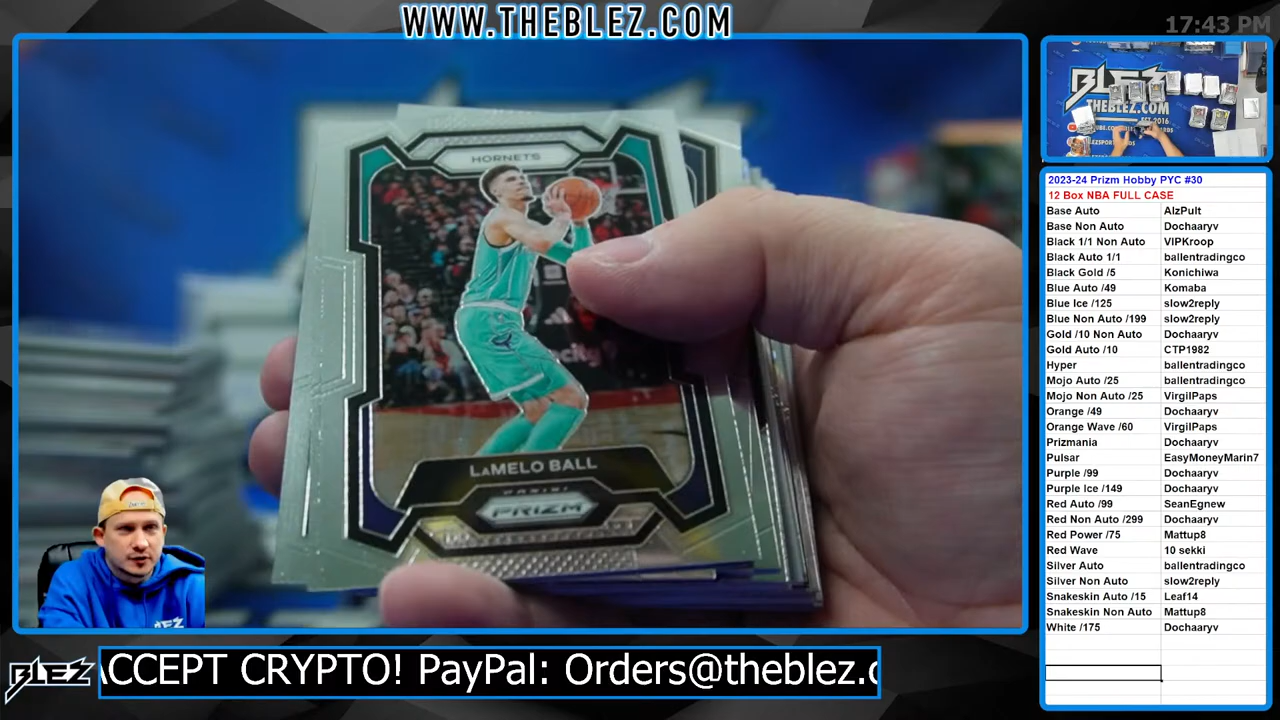 WWW.THEBLEZ.COM
17:43 PM
HORNETS
LAMELO BALL
PANINI
PRIZM
BLEZ
THEBLEZ.COM
EST. 2016
2023-24 Prizm Hobby PYC #30
12 Box NBA FULL CASE
Base Auto AlzPult
Base Non Auto Dochaaryv
Black 1/1 Non Auto VIPKroop
Black Auto 1/1 ballentradingco
Black Gold /5 Konichiwa
Blue Auto /49 Komaba
Blue Ice /125 slow2reply
Blue Non Auto /199 slow2reply
Gold /10 Non Auto Dochaaryv
Gold Auto /10 CTP1982
Hyper ballentradingco
Mojo Auto /25 ballentradingco
Mojo Non Auto /25 VirgilPaps
Orange /49 Dochaaryv
Orange Wave /60 VirgilPaps
Prizmania Dochaaryv
Pulsar EasyMoneyMarin7
Purple /99 Dochaaryv
Purple Ice /149 Dochaaryv
Red Auto /99 SeanEgnew
Red Non Auto /299 Dochaaryv
Red Power /75 Mattup8
Red Wave 10 sekki
Silver Auto ballentradingco
Silver Non Auto slow2reply
Snakeskin Auto /15 Leaf14
Snakeskin Non Auto Mattup8
White /175 Dochaaryv
BLEZ
CCEPT CRYPTO! PayPal: Orders@theblez.c